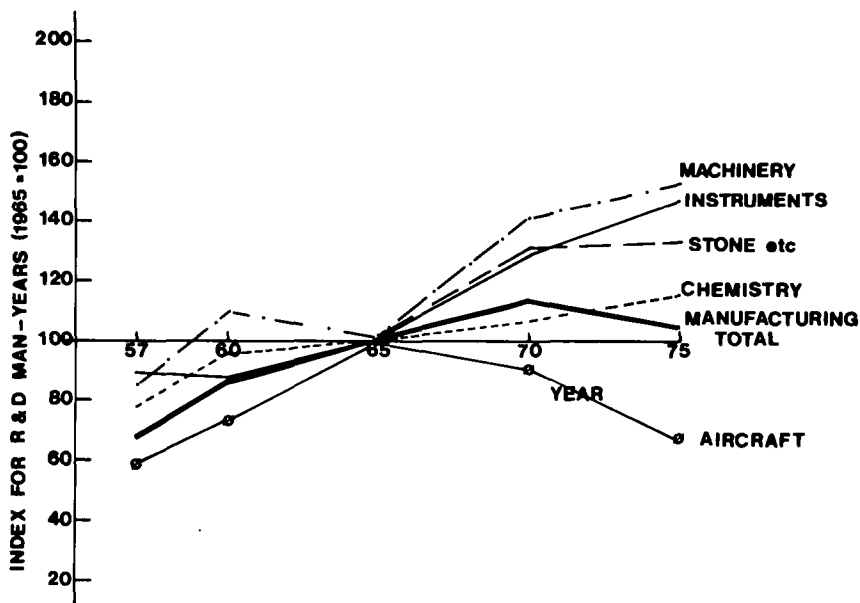 INDEX FOR R & D MAN-YEARS (1965=100)
200
180
160
140
120
100
80
60
40
20
57
60
65
70
75
YEAR
MACHINERY
INSTRUMENTS
STONE etc
CHEMISTRY
MANUFACTURING
TOTAL
AIRCRAFT